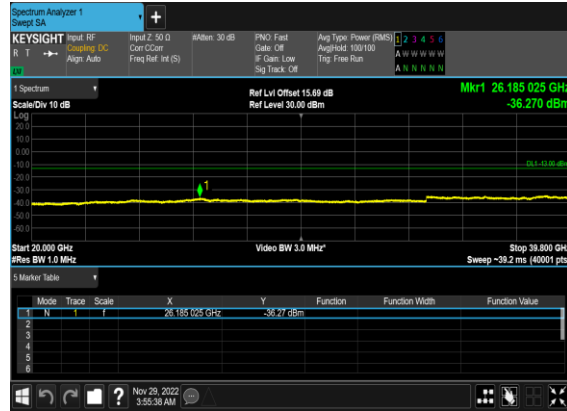 Spectrum Analyzer 1
Swept SA
+
KEYSIGHT Input: RF Input Z: 50 Ω #Atten: 30 dB PNO: Fast Avg Type: Power (RMS) 1 2 3 4 5 6
R T Coupling: DC Corr CCorr Gate: Off Avg|Hold: 100/100 A W W W W W
Align: Auto Freq Ref: Int (S) IF Gain: Low Trig: Free Run
Sig Track: Off A N N N N N
1 Spectrum Ref Lvl Offset 15.69 dB Mkr1 26.185 025 GHz
Scale/Div 10 dB Ref Level 30.00 dBm -36.270 dBm
Log
20.0
10.0
0.00
-10.0
DL1 -13.00 dBm
-20.0
1
-30.0
-40.0
-50.0
-60.0
Start 20.000 GHz Video BW 3.0 MHz* Stop 39.800 GHz
#Res BW 1.0 MHz Sweep ~39.2 ms (40001 pts)
5 Marker Table
Mode Trace Scale X Y Function Function Width Function Value
1 N 1 f 26.185 025 GHz -36.27 dBm
2
3
4
5
6
? Nov 29, 2022
3:55:38 AM